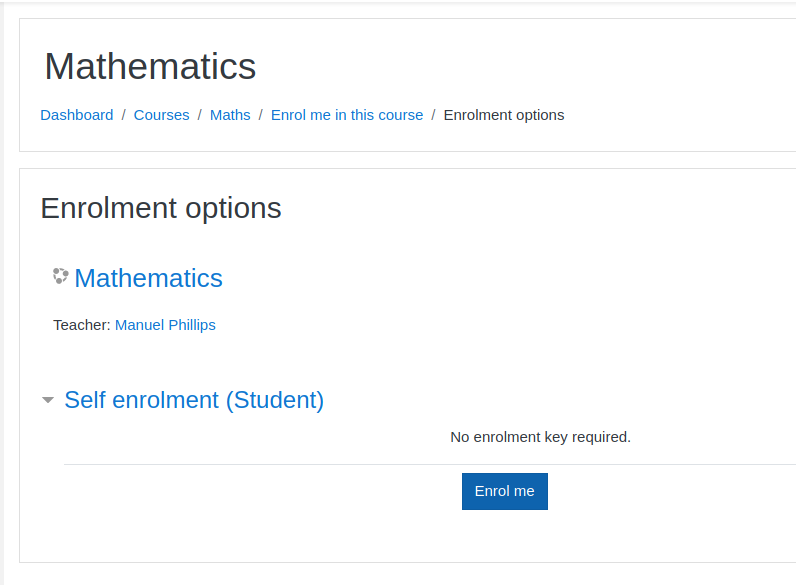 Mathematics
Dashboard / Courses / Maths / Enrol me in this course / Enrolment options
Enrolment options
Mathematics
Teacher: Manuel Phillips
Self enrolment (Student)
No enrolment key required.
Enrol me